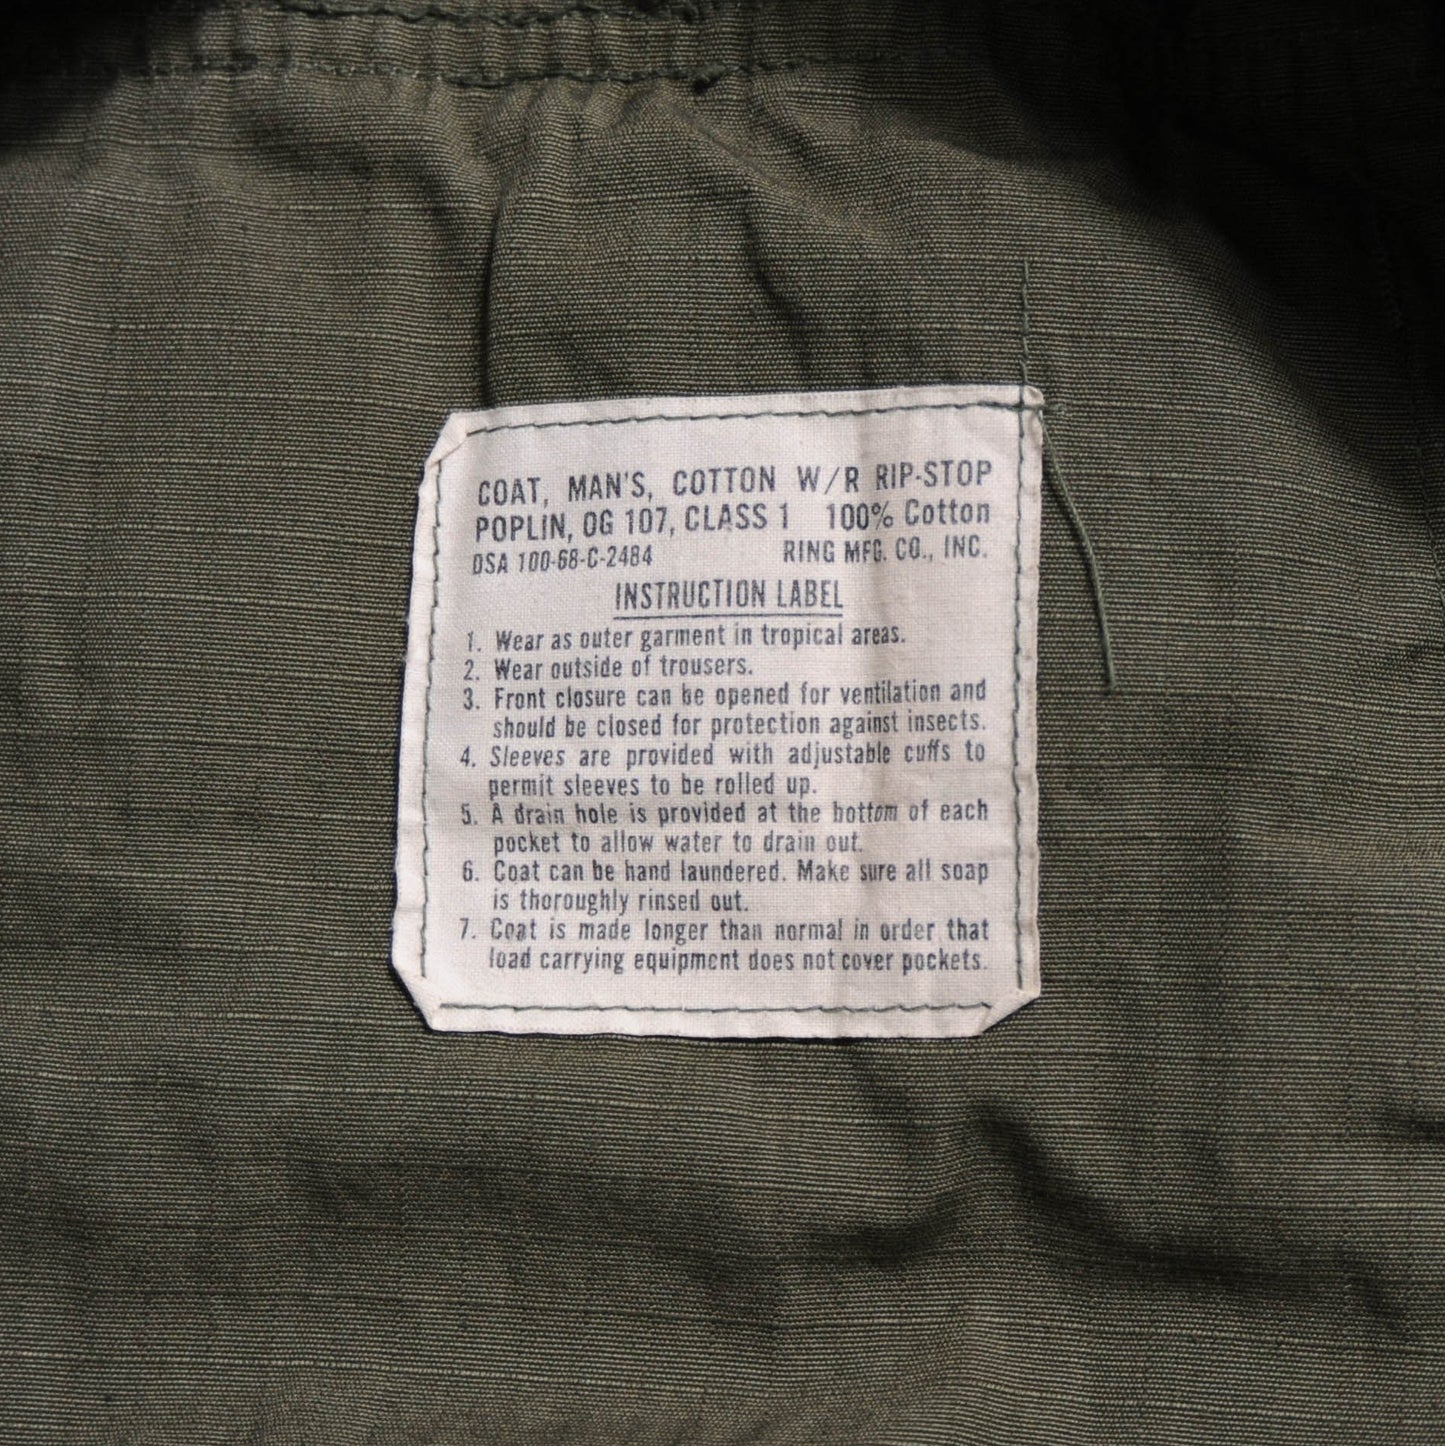 COAT, MAN'S, COTTON W/R RIP-STOP
POPLIN, OG 107, CLASS 1 100% Cotton
DSA 100-68-C-2484 RING MFG. CO., INC.
INSTRUCTION LABEL
1. Wear as outer garment in tropical areas.
2. Wear outside of trousers.
3. Front closure can be opened for ventilation and
should be closed for protection against insects.
4. Sleeves are provided with adjustable cuffs to
permit sleeves to be rolled up.
5. A drain hole is provided at the bottom of each
pocket to allow water to drain out.
6. Coat can be hand laundered. Make sure all soap
is thoroughly rinsed out.
7. Coat is made longer than normal in order that
load carrying equipment does not cover pockets.